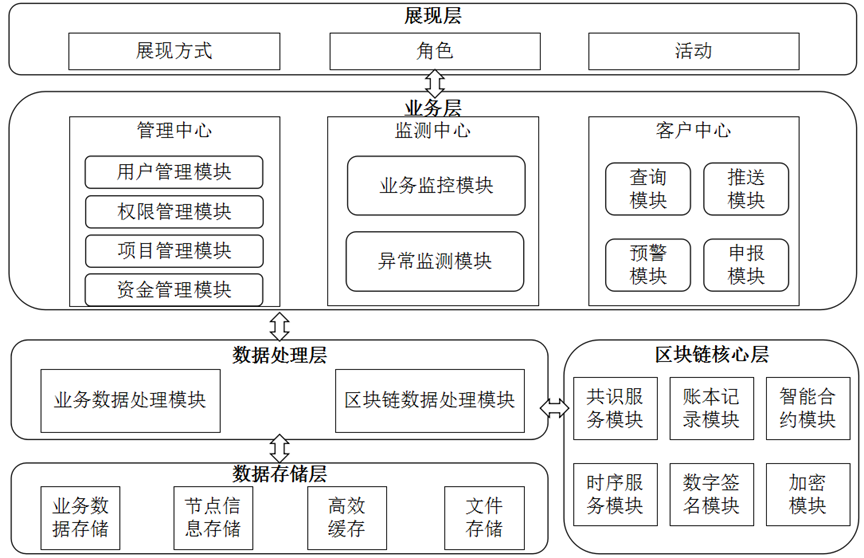 展现层
展现方式
角色
活动
业务层
管理中心
用户管理模块
权限管理模块
项目管理模块
资金管理模块
监测中心
业务监控模块
异常监测模块
客户中心
查询
模块
推送
模块
预警
模块
申报
模块
数据处理层
业务数据处理模块
区块链数据处理模块
区块链核心层
共识服
务模块
账本记
录模块
智能合
约模块
时序服
务模块
数字签
名模块
加密
模块
数据存储层
业务数
据存储
节点信
息存储
高效
缓存
文件
存储